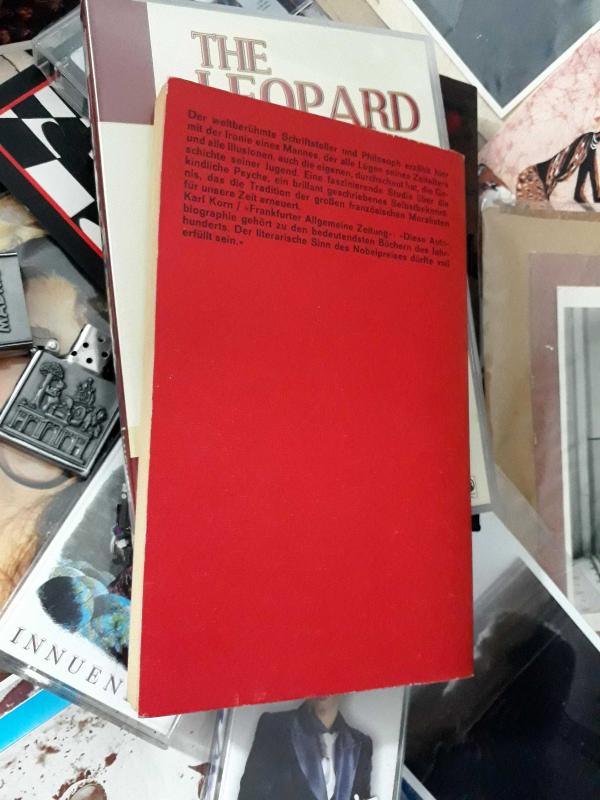 THE
LEOPARD
Der weltberühmte Schriftsteller und Philosoph erzählt hier
mit der Ironie eines Mannes, der alle Lügen seines Zeitalters
und alle Illusionen, auch die eigenen, durchschaut hat, die Ge-
schichte seiner Jugend. Eine faszinierende Studie über die
kindliche Psyche, ein brillant geschriebenes Selbstbekennt-
nis, das die Tradition der großen französischen Moralisten
für unsere Zeit erneuert.
Karl Korn / »Frankfurter Allgemeine Zeitung«: »Diese Auto-
biographie gehört zu den bedeutendsten Büchern des Jahr-
hunderts. Der literarische Sinn des Nobelpreises dürfte voll
erfüllt sein.«
INNUEN